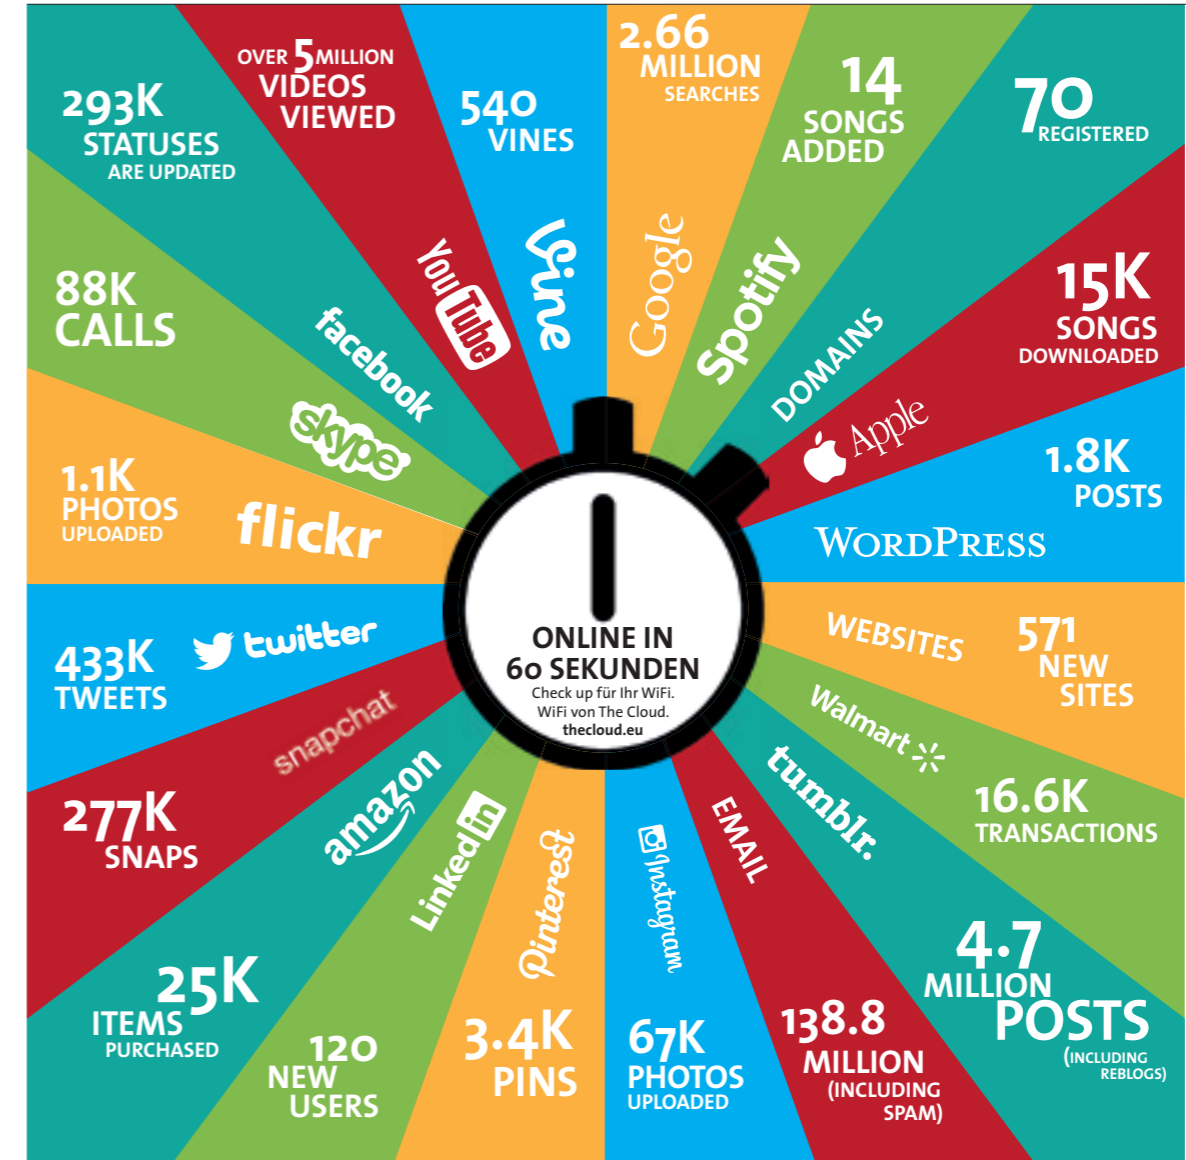 293K
STATUSES
ARE UPDATED
facebook
OVER 5 MILLION
VIDEOS
VIEWED
YouTube
540
VINES
Vine
2.66
MILLION
SEARCHES
Google
14
SONGS
ADDED
Spotify
70
REGISTERED
DOMAINS
15K
SONGS
DOWNLOADED
Apple
1.8K
POSTS
WORDPRESS
WEBSITES
571
NEW
SITES
Walmart
16.6K
TRANSACTIONS
tumblr.
4.7
MILLION
POSTS
(INCLUDING
REBLOGS)
EMAIL
138.8
MILLION
(INCLUDING
SPAM)
Instagram
67K
PHOTOS
UPLOADED
Pinterest
3.4K
PINS
LinkedIn
120
NEW
USERS
amazon
25K
ITEMS
PURCHASED
snapchat
277K
SNAPS
twitter
433K
TWEETS
flickr
1.1K
PHOTOS
UPLOADED
skype
88K
CALLS
ONLINE IN
60 SEKUNDEN
Check up für Ihr WiFi.
WiFi von The Cloud.
thecloud.eu